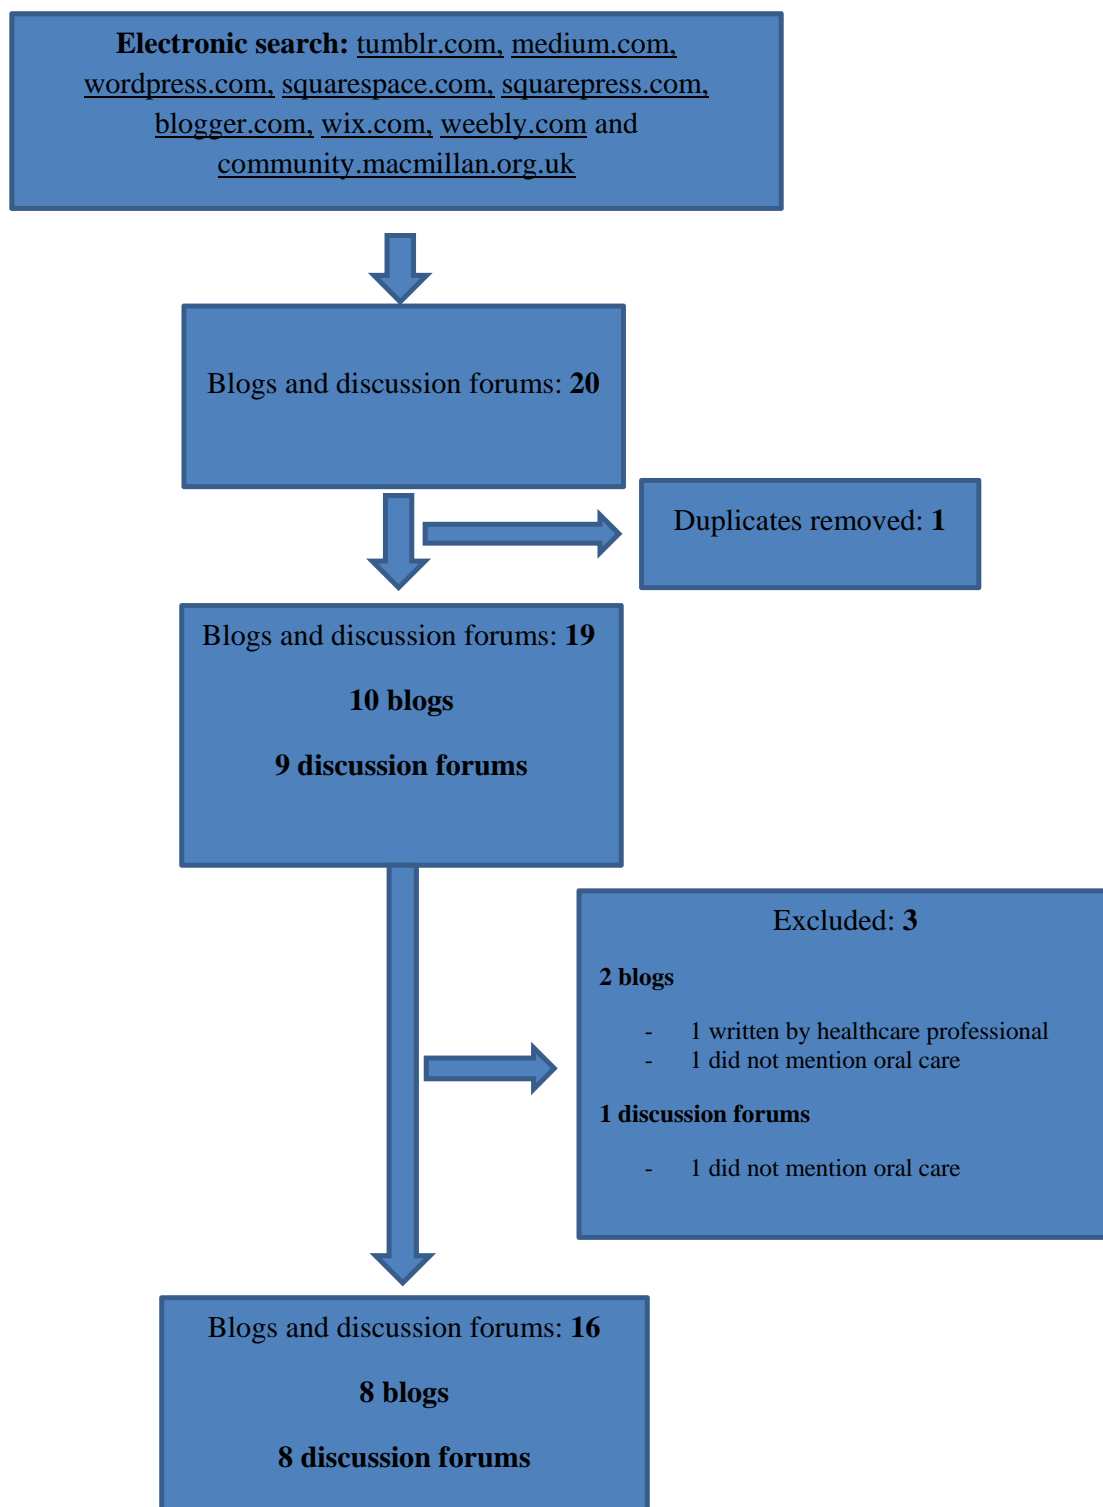 Electronic search: tumblr.com, medium.com,
wordpress.com, squarespace.com, squarepress.com,
blogger.com, wix.com, weebly.com and
community.macmillan.org.uk
Blogs and discussion forums: 20
Duplicates removed: 1
Blogs and discussion forums: 19
10 blogs
9 discussion forums
Excluded: 3
2 blogs
- 1 written by healthcare professional
- 1 did not mention oral care
1 discussion forums
- 1 did not mention oral care
Blogs and discussion forums: 16
8 blogs
8 discussion forums